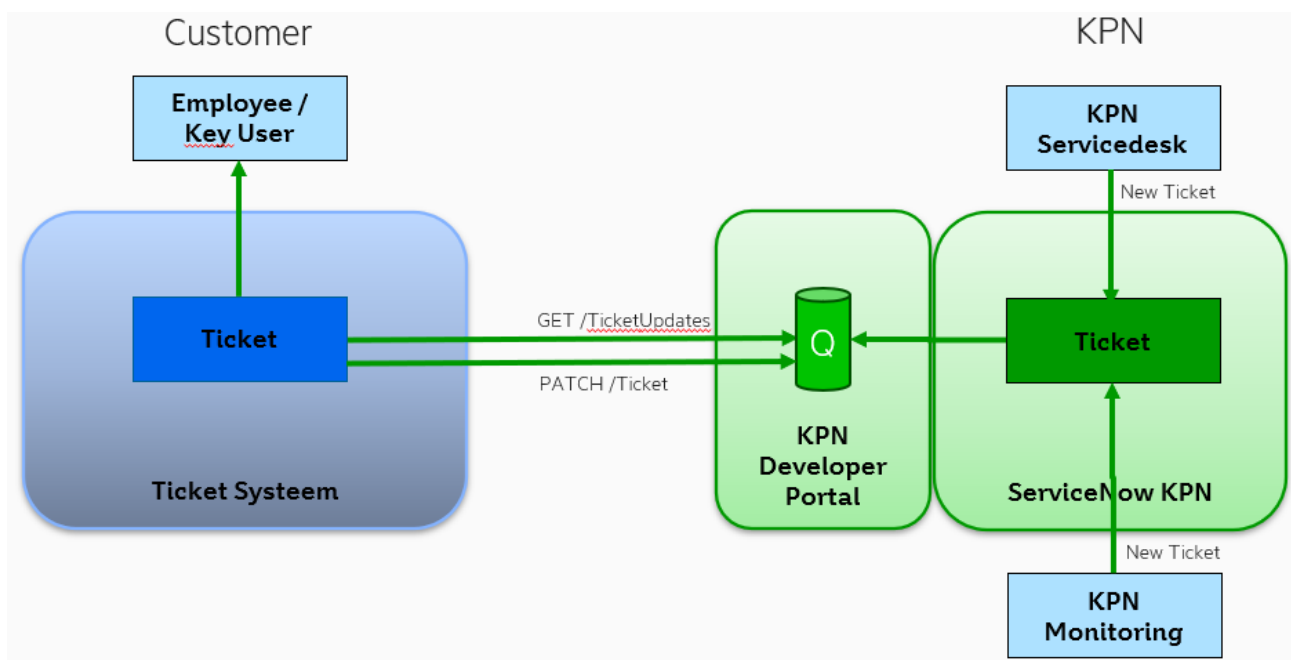 Customer
KPN
Employee /
Key User
KPN
Servicedesk
New Ticket
GET /TicketUpdates
Ticket
Q
Ticket
PATCH /Ticket
KPN
Developer
Portal
Ticket Systeem
ServiceNow KPN
New Ticket
KPN
Monitoring